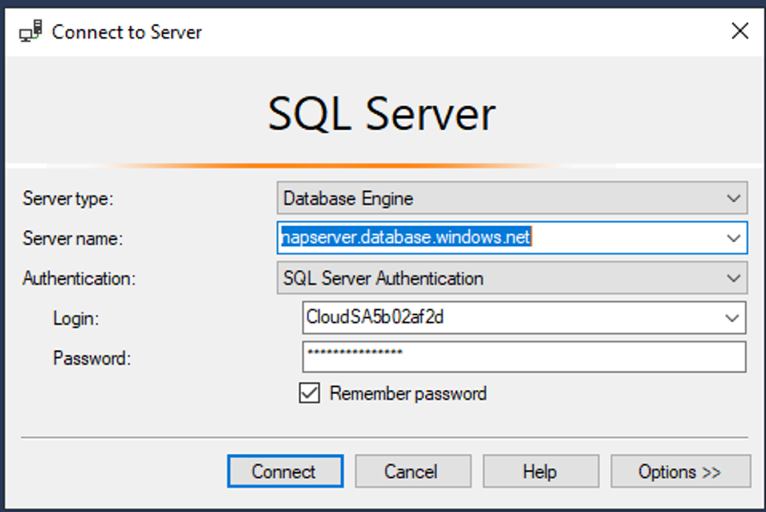 Connect to Server
SQL Server
Server type: Database Engine
Server name: napserver.database.windows.net
Authentication: SQL Server Authentication
Login: CloudSA5b02af2d
Password: ***************
Remember password
Connect Cancel Help Options >>